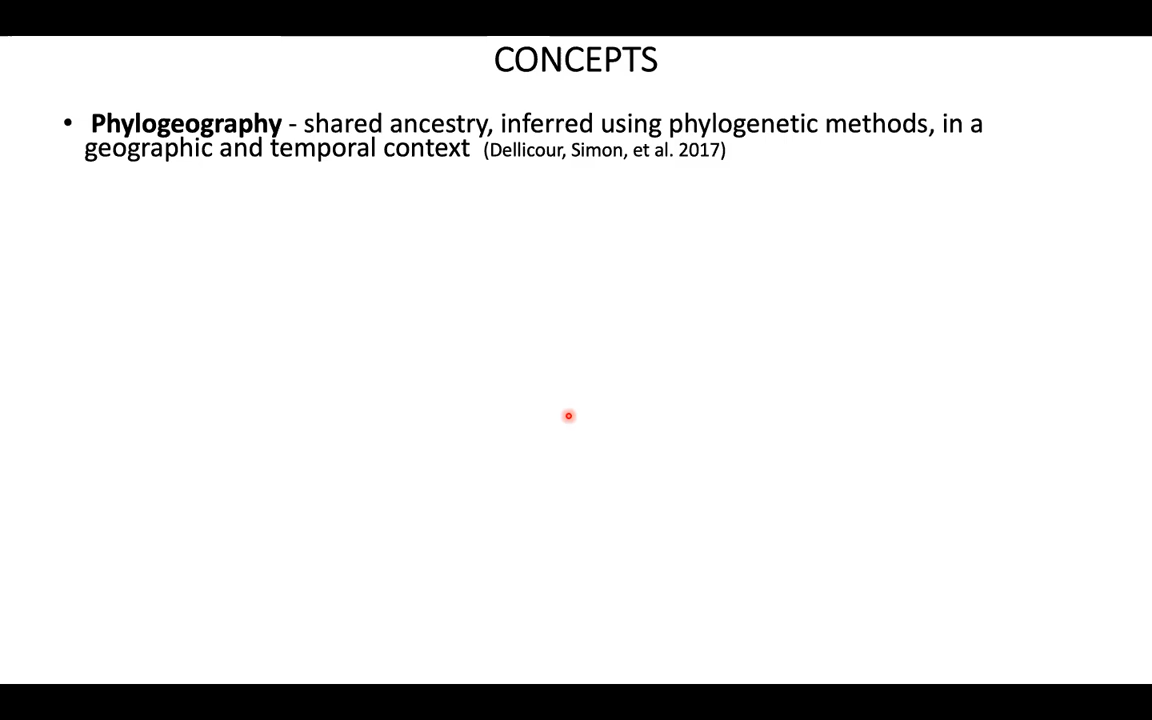 CONCEPTS
• Phylogeography - shared ancestry, inferred using phylogenetic methods, in a
geographic and temporal context (Dellicour, Simon, et al. 2017)